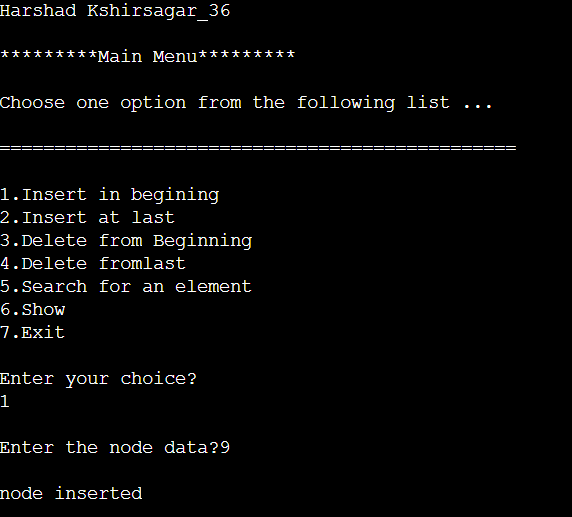 Harshad Kshirsagar_36
*********Main Menu*********
Choose one option from the following list ...
===============================================
1.Insert in begining
2.Insert at last
3.Delete from Beginning
4.Delete fromlast
5.Search for an element
6.Show
7.Exit
Enter your choice?
1
Enter the node data?9
node inserted